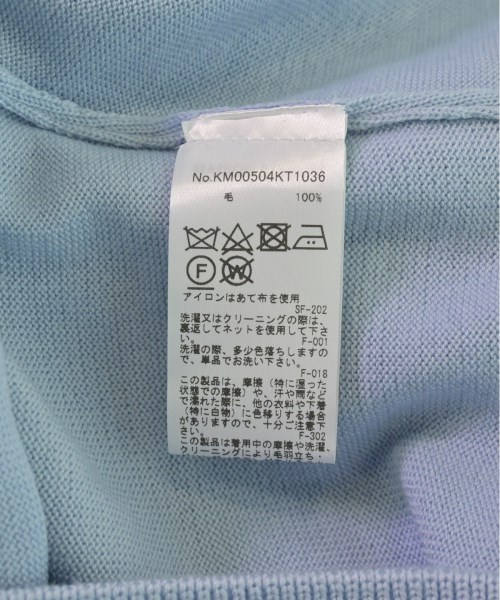 No.KM00504KT1036
毛 100%
F W
アイロンはあて布を使用
SF-202
洗濯又はクリーニングの際は、
裏返してネットを使用して下さ
い。 F-001
洗濯の際、多少色落ちしますの
で、単品でお洗い下さい。
F-018
この製品は、摩擦（特に湿った
状態での摩擦）や、汗や雨など
で濡れた際に、他の衣料や下着
（特に白物）に色移りする場合
がありますので、十分ご注意下
さい。 F-302
この製品は着用中の摩擦や洗濯、
クリーニングにより毛羽立ち・